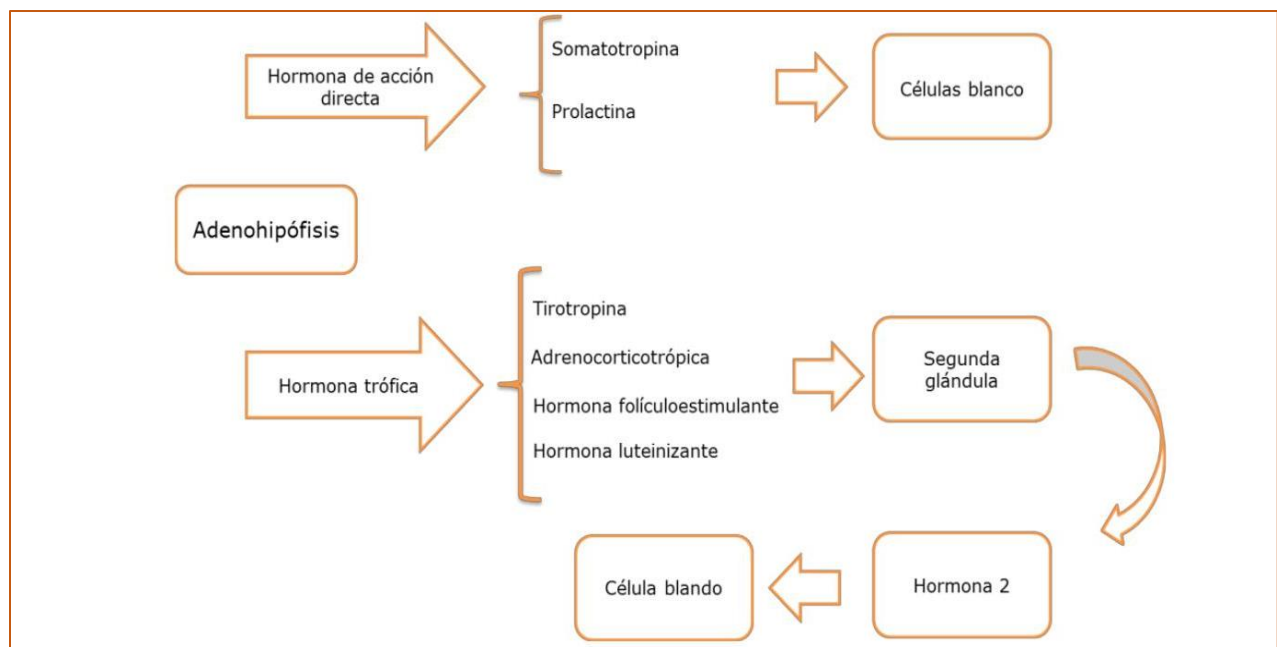 Hormona de acción
directa
Somatotropina
Prolactina
Células blanco
Adenohipófisis
Hormona trófica
Tirotropina
Adrenocorticotrópica
Hormona folículoestimulante
Hormona luteinizante
Segunda
glándula
Hormona 2
Célula blando